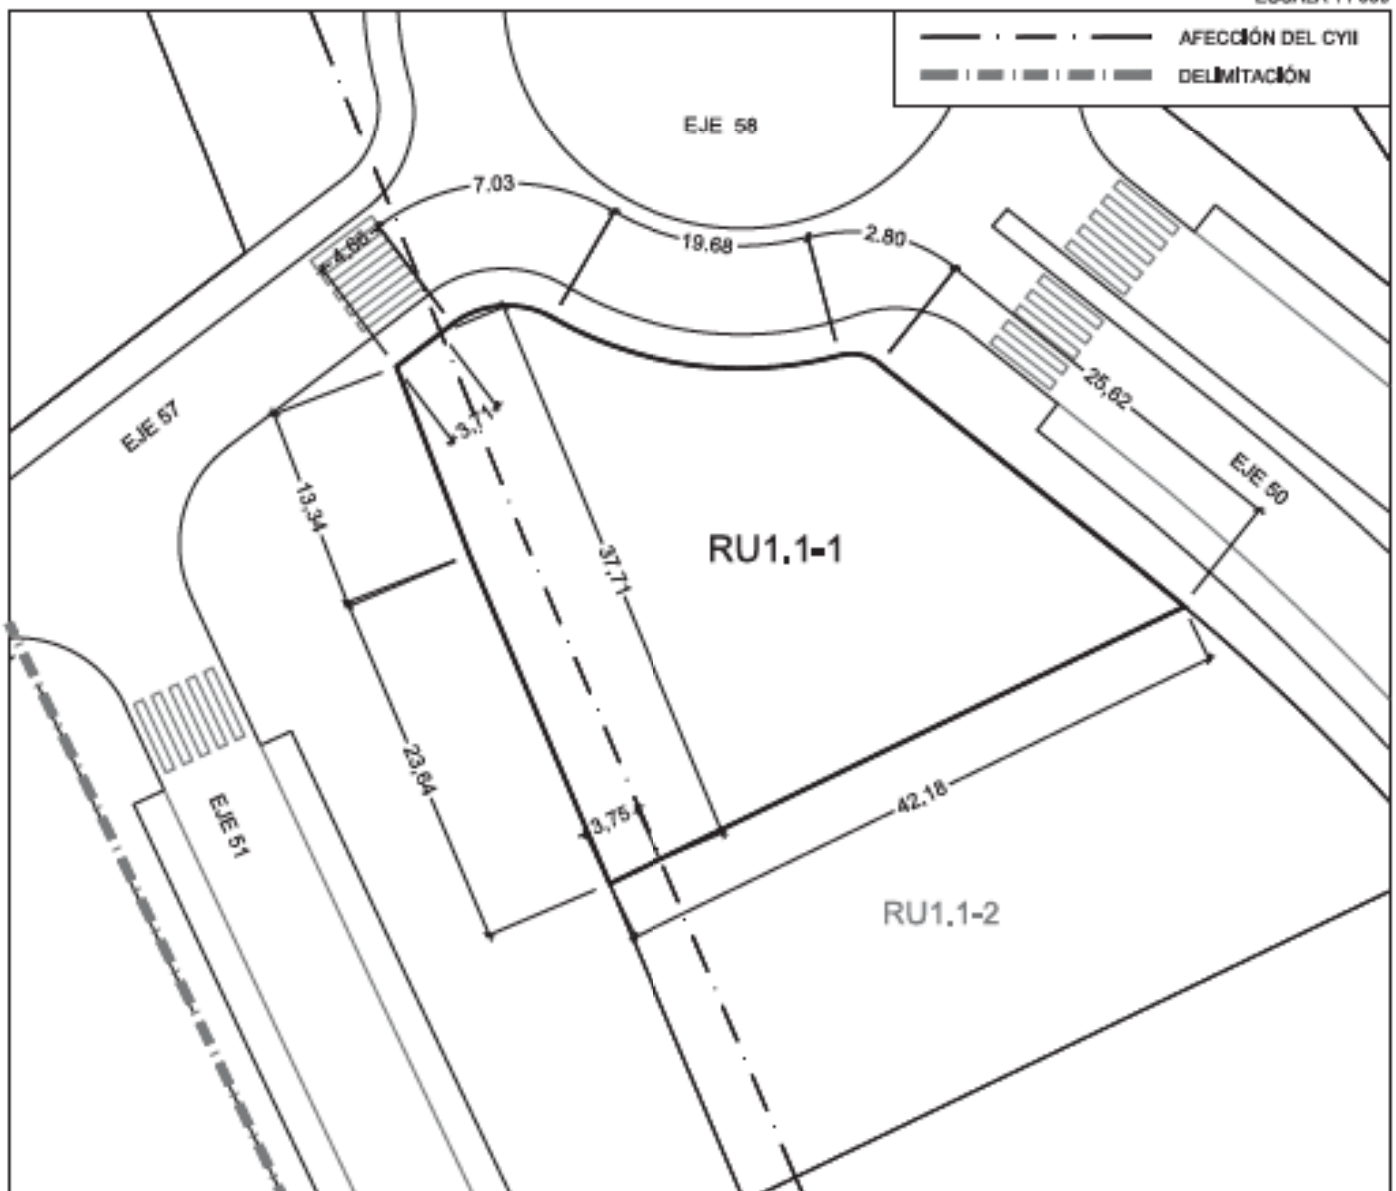 AFECCIÓN DEL CYII
DELIMITACIÓN
EJE 58
7.03
19.68
2.80
4.66
25,62
EJE 57
3,71
EJE 50
13,34
37,71
RU1.1-1
23,64
42,18
3,75
EJE 51
RU1.1-2